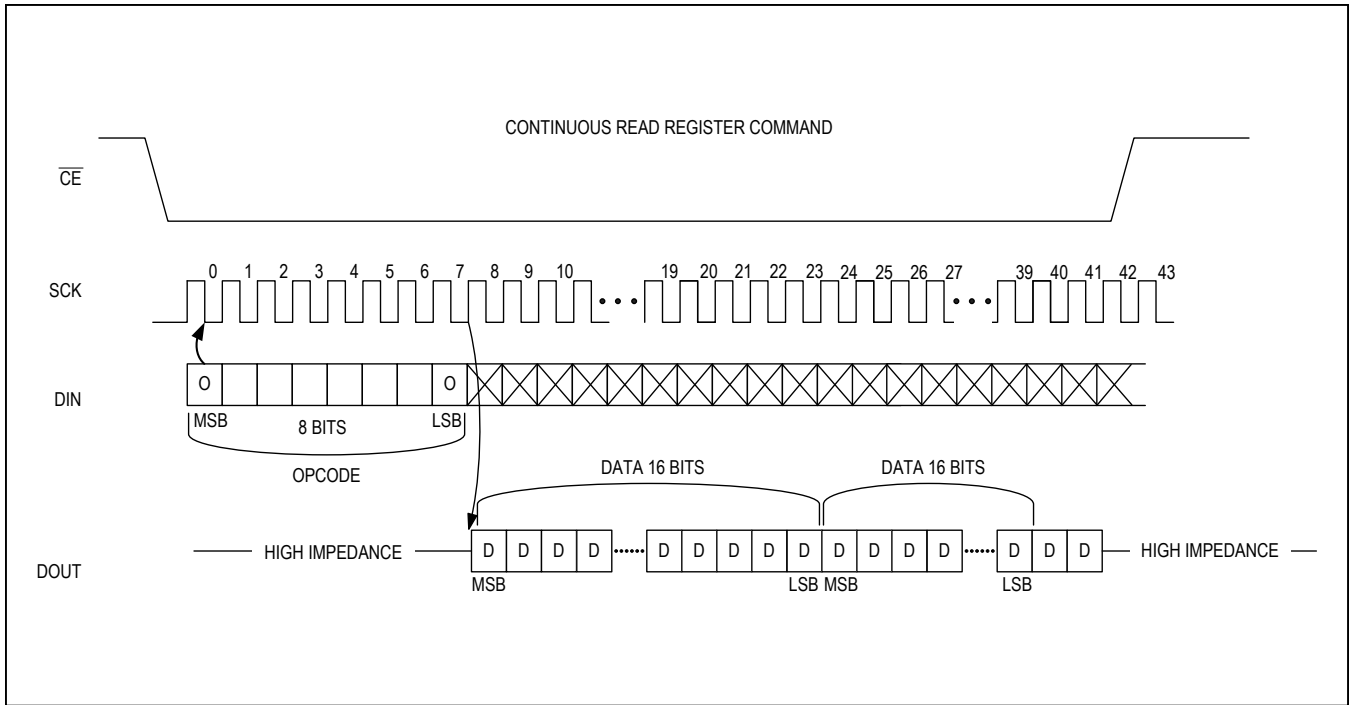 CONTINUOUS READ REGISTER COMMAND
CE
SCK
0 1 2 3 4 5 6 7 8 9 10 19 20 21 22 23 24 25 26 27 39 40 41 42 43
DIN
O O
MSB 8 BITS LSB
OPCODE
DATA 16 BITS DATA 16 BITS
DOUT
HIGH IMPEDANCE D D D D D D D D D D D D D D D D HIGH IMPEDANCE
MSB LSB MSB LSB